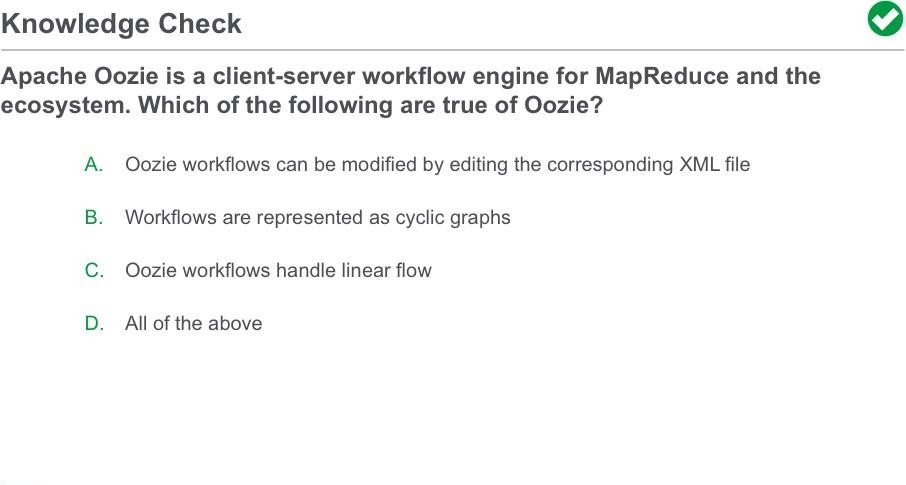 Knowledge Check
Apache Oozie is a client-server workflow engine for MapReduce and the
ecosystem. Which of the following are true of Oozie?
A. Oozie workflows can be modified by editing the corresponding XML file
B. Workflows are represented as cyclic graphs
C. Oozie workflows handle linear flow
D. All of the above